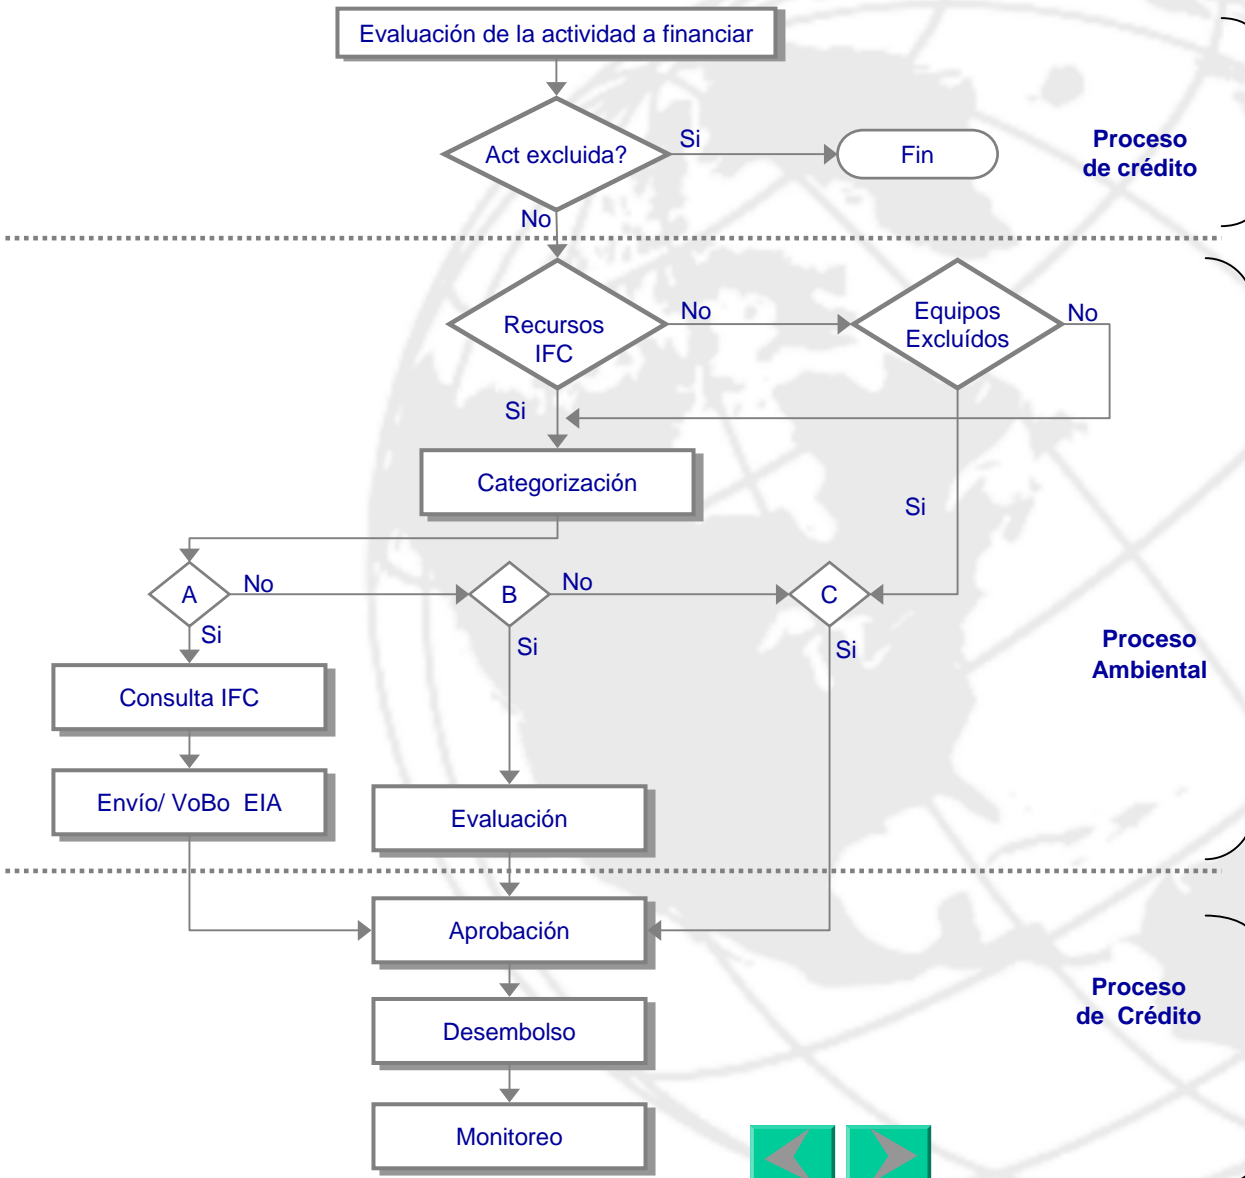 Evaluación de la actividad a financiar
Act excluida?
Si
Fin
Proceso
de crédito
No
Recursos
IFC
No
Equipos
Excluídos
No
Si
Categorización
Si
A
No
B
No
C
Si
Si
Si
Proceso
Ambiental
Consulta IFC
Envío/ VoBo EIA
Evaluación
Aprobación
Proceso
de Crédito
Desembolso
Monitoreo